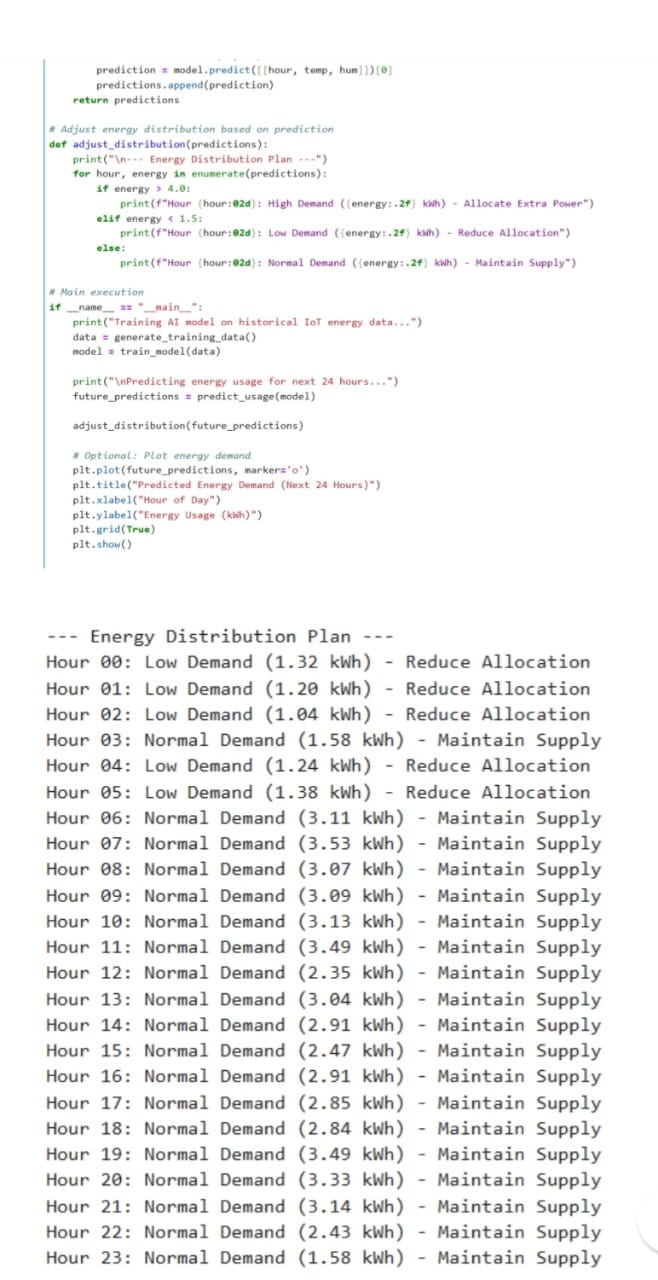 prediction = model.predict([[hour, temp, hum]])[0]
predictions.append(prediction)
return predictions
# Adjust energy distribution based on prediction
def adjust_distribution(predictions):
print("\n--- Energy Distribution Plan ---")
for hour, energy in enumerate(predictions):
if energy > 4.0:
print(f"Hour {hour:02d}: High Demand ({energy:.2f} kWh) - Allocate Extra Power")
elif energy < 1.5:
print(f"Hour {hour:02d}: Low Demand ({energy:.2f} kWh) - Reduce Allocation")
else:
print(f"Hour {hour:02d}: Normal Demand ({energy:.2f} kWh) - Maintain Supply")
# Main execution
if __name__ == "__main__":
print("Training AI model on historical IoT energy data...")
data = generate_training_data()
model = train_model(data)
print("\nPredicting energy usage for next 24 hours...")
future_predictions = predict_usage(model)
adjust_distribution(future_predictions)
# Optional: Plot energy demand
plt.plot(future_predictions, marker='o')
plt.title("Predicted Energy Demand (Next 24 Hours)")
plt.xlabel("Hour of Day")
plt.ylabel("Energy Usage (kWh)")
plt.grid(True)
plt.show()
--- Energy Distribution Plan ---
Hour 00: Low Demand (1.32 kWh) - Reduce Allocation
Hour 01: Low Demand (1.20 kWh) - Reduce Allocation
Hour 02: Low Demand (1.04 kWh) - Reduce Allocation
Hour 03: Normal Demand (1.58 kWh) - Maintain Supply
Hour 04: Low Demand (1.24 kWh) - Reduce Allocation
Hour 05: Low Demand (1.38 kWh) - Reduce Allocation
Hour 06: Normal Demand (3.11 kWh) - Maintain Supply
Hour 07: Normal Demand (3.53 kWh) - Maintain Supply
Hour 08: Normal Demand (3.07 kWh) - Maintain Supply
Hour 09: Normal Demand (3.09 kWh) - Maintain Supply
Hour 10: Normal Demand (3.13 kWh) - Maintain Supply
Hour 11: Normal Demand (3.49 kWh) - Maintain Supply
Hour 12: Normal Demand (2.35 kWh) - Maintain Supply
Hour 13: Normal Demand (3.04 kWh) - Maintain Supply
Hour 14: Normal Demand (2.91 kWh) - Maintain Supply
Hour 15: Normal Demand (2.47 kWh) - Maintain Supply
Hour 16: Normal Demand (2.91 kWh) - Maintain Supply
Hour 17: Normal Demand (2.85 kWh) - Maintain Supply
Hour 18: Normal Demand (2.84 kWh) - Maintain Supply
Hour 19: Normal Demand (3.49 kWh) - Maintain Supply
Hour 20: Normal Demand (3.33 kWh) - Maintain Supply
Hour 21: Normal Demand (3.14 kWh) - Maintain Supply
Hour 22: Normal Demand (2.43 kWh) - Maintain Supply
Hour 23: Normal Demand (1.58 kWh) - Maintain Supply